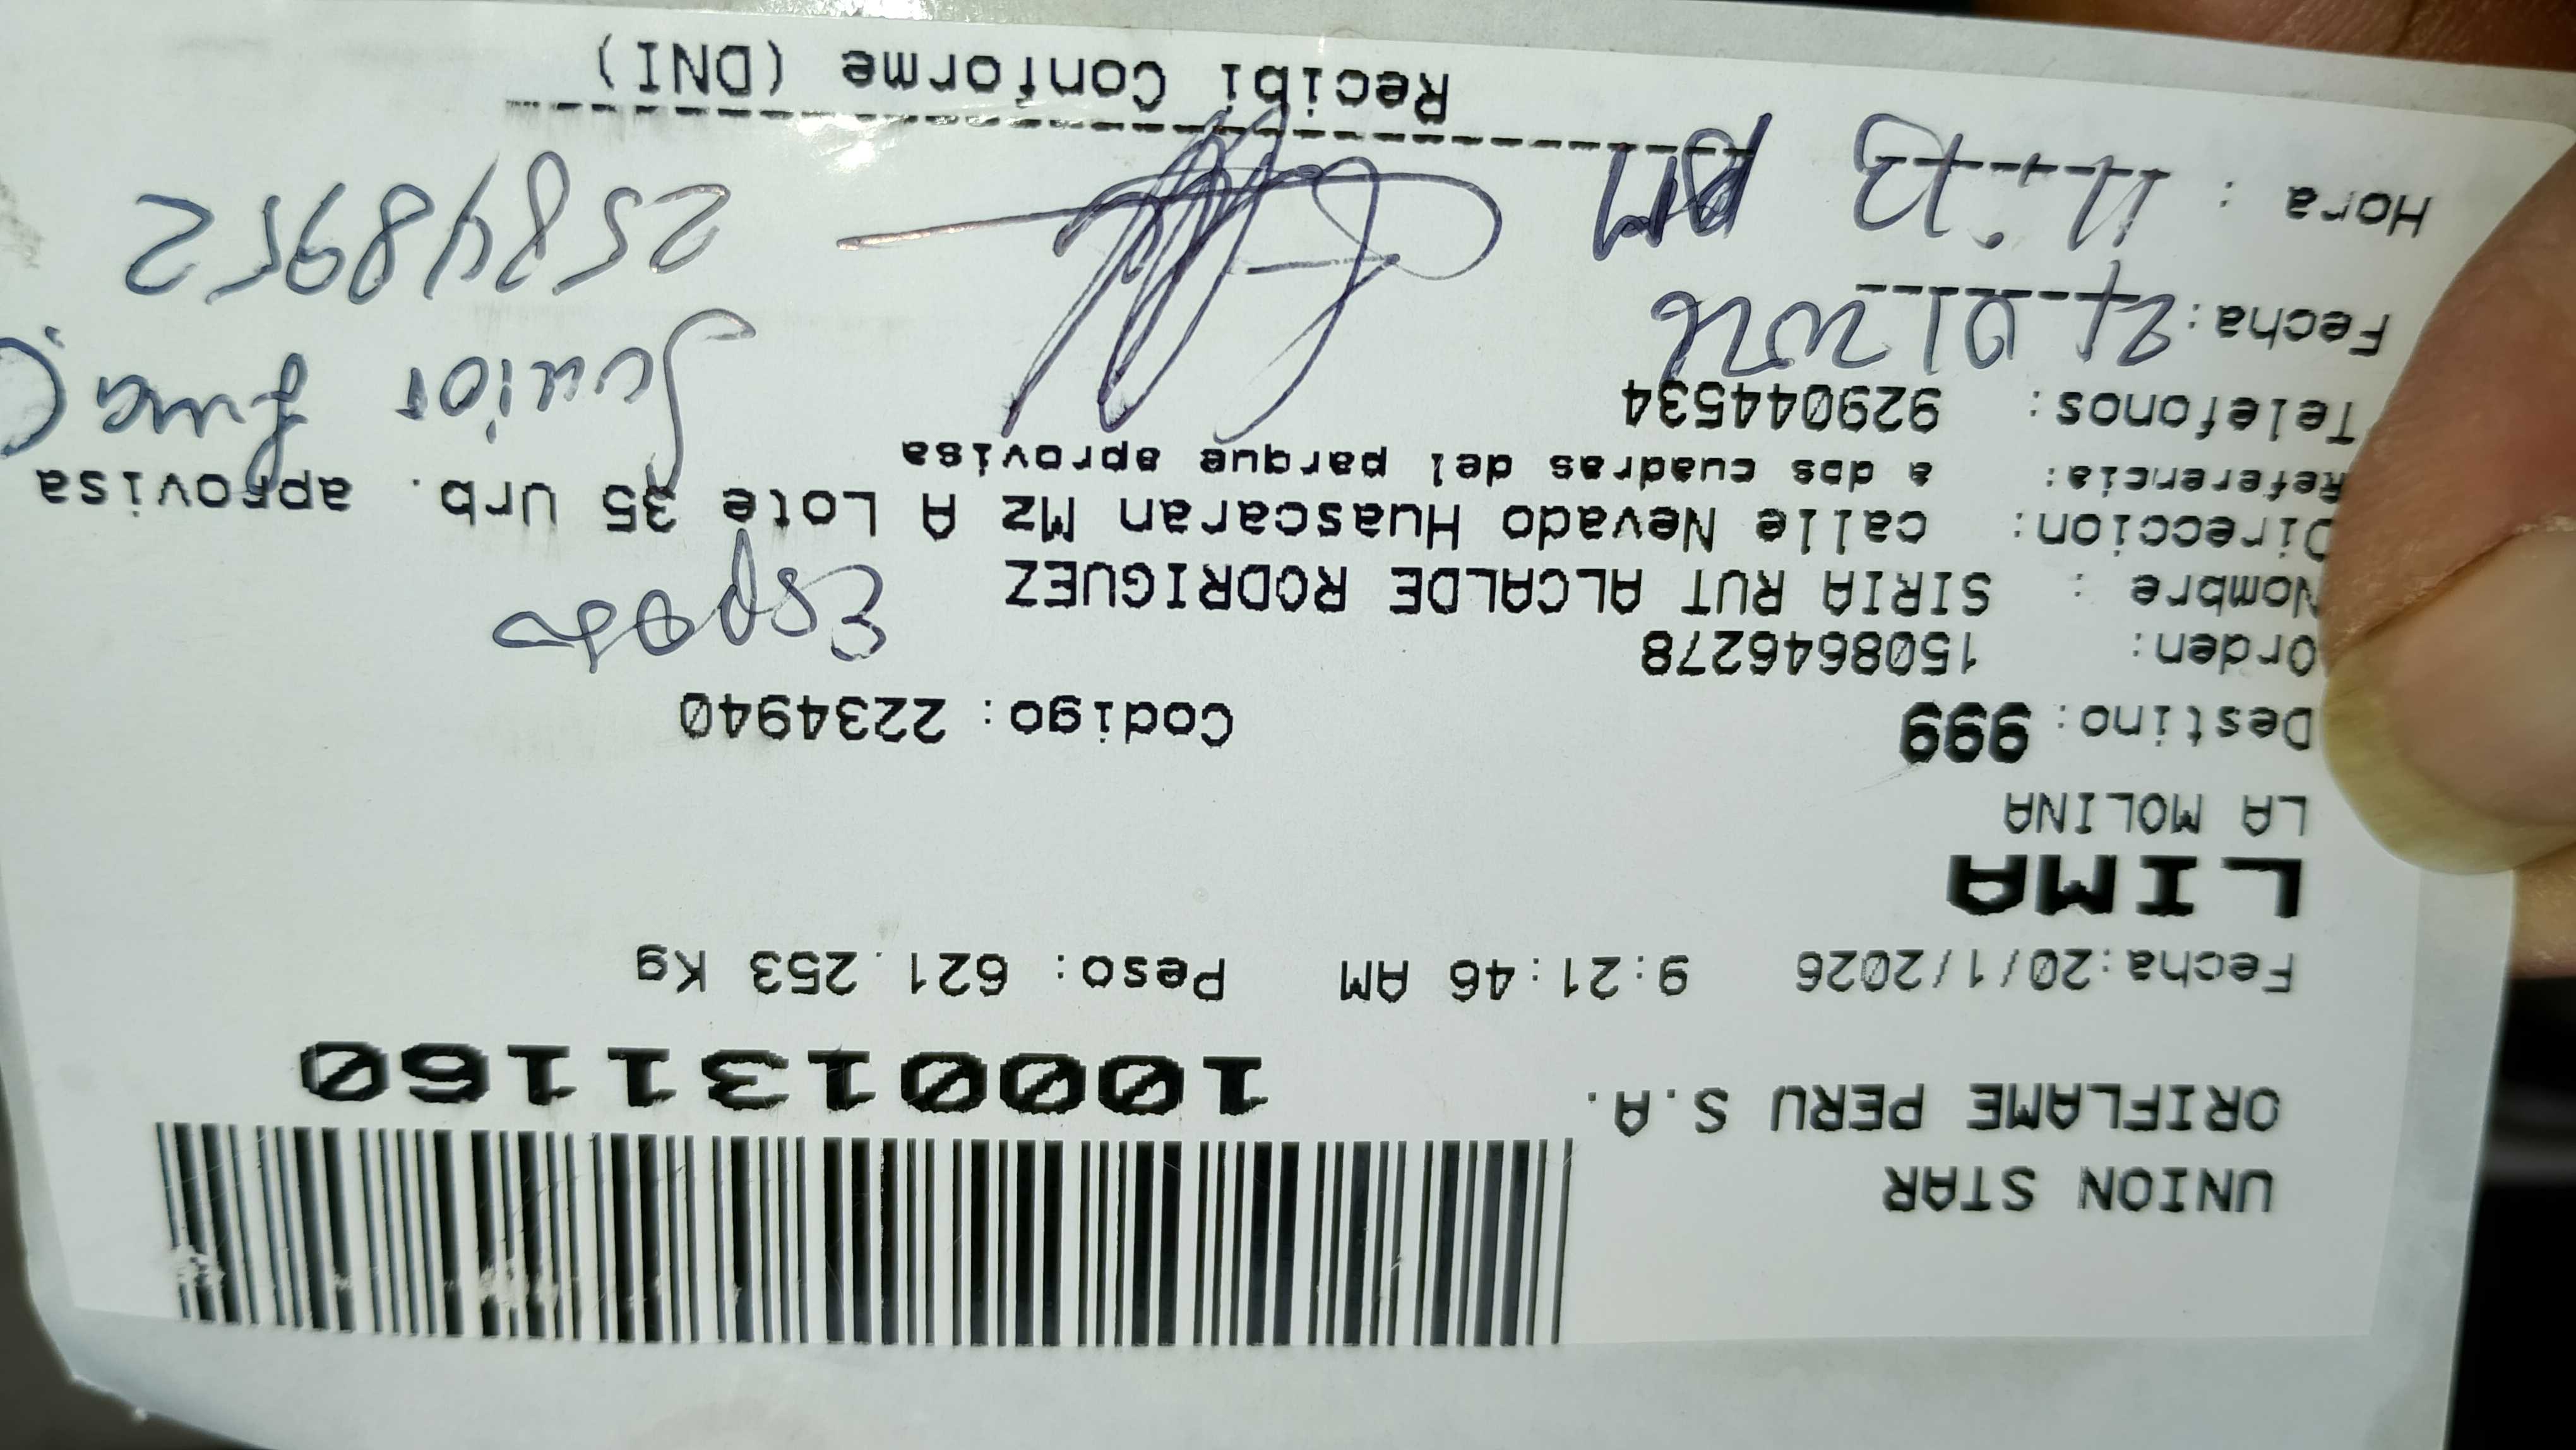 UNION STAR
ORIFLAME PERU S.A.
10001311160
Fecha:20/1/2026 9:21:46 AM Peso: 621.253 Kg
LIMA
LA MOLINA
Destino: 999 Codigo: 2234940
Orden: 1508646278
Nombre : SIRIA RUT ALCALDE RODRIGUEZ
Esposo
Direccion: calle Nevado Huascaran Mz A Lote 35 Urb. aprovisa
Referencia: a dos cuadras del parque aprovisa
Telefonos: 929044534
Junior
Fecha: 21 01 2026
25848952
Hora : 11:13
Recibi Conforme (DNI)